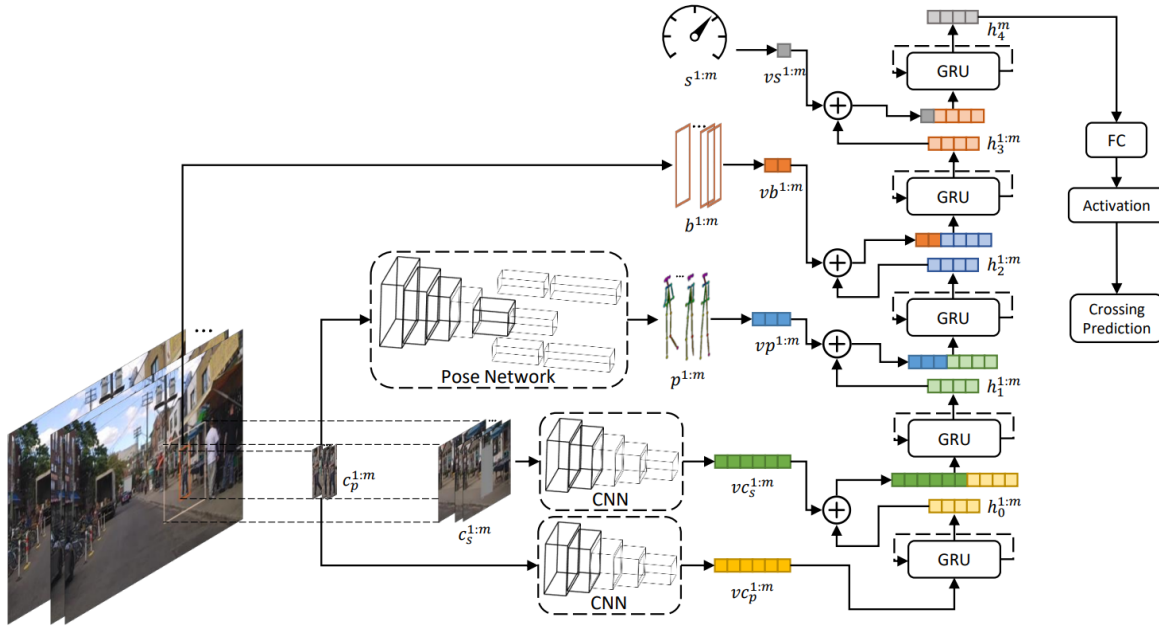 h_4^m
GRU
s^{1:m}
vs^{1:m}
h_3^{1:m}
FC
GRU
vb^{1:m}
Activation
b^{1:m}
h_2^{1:m}
GRU
Crossing
Prediction
vp^{1:m}
Pose Network
p^{1:m}
h_1^{1:m}
GRU
c_p^{1:m}
vc_s^{1:m}
CNN
h_0^{1:m}
c_s^{1:m}
GRU
CNN
vc_p^{1:m}